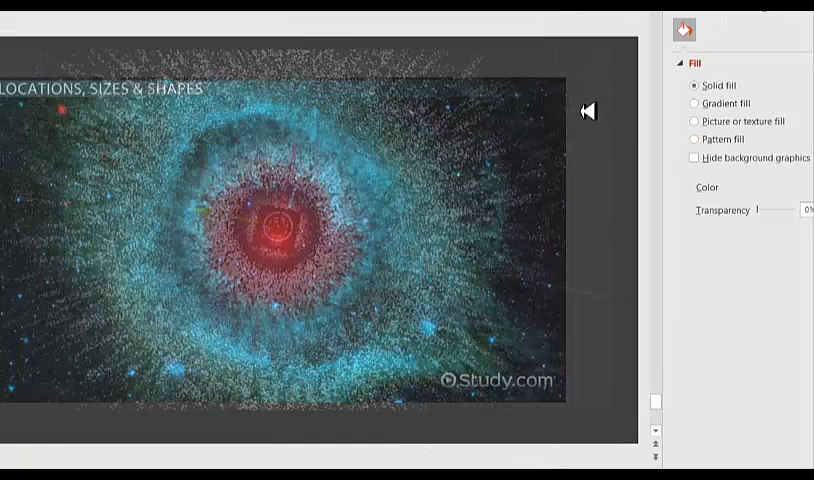 LOCATIONS, SIZES & SHAPES
Study.com
Fill
Solid fill
Gradient fill
Picture or texture fill
Pattern fill
Hide background graphics
Color
Transparency
0%